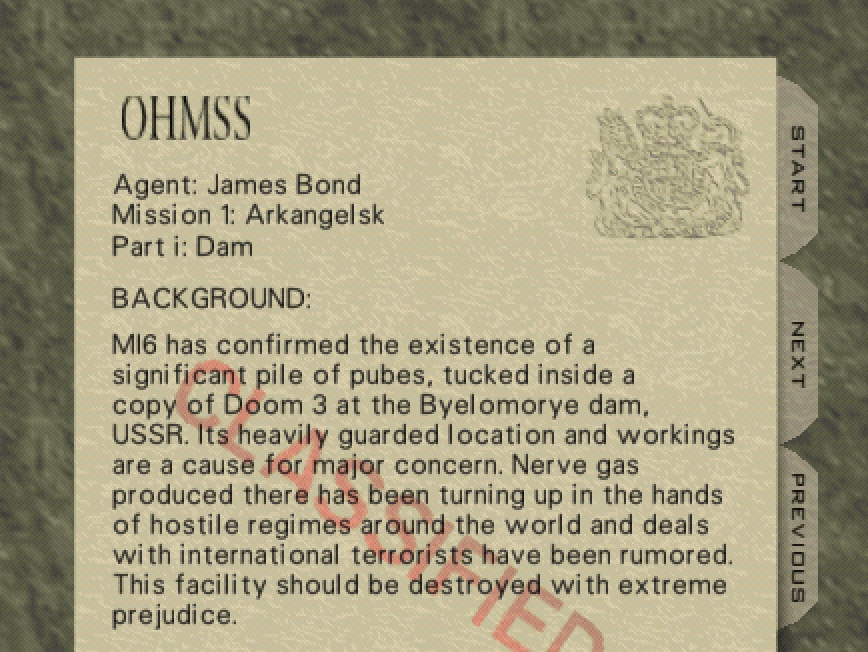 OHMSS
Agent: James Bond
Mission 1: Arkangelsk
Part i: Dam
BACKGROUND:
MI6 has confirmed the existence of a
significant pile of pubes, tucked inside a
copy of Doom 3 at the Byelomorye dam,
USSR. Its heavily guarded location and workings
are a cause for major concern. Nerve gas
produced there has been turning up in the hands
of hostile regimes around the world and deals
with international terrorists have been rumored.
This facility should be destroyed with extreme
prejudice.
CLASSIFIED
START
NEXT
PREVIOUS